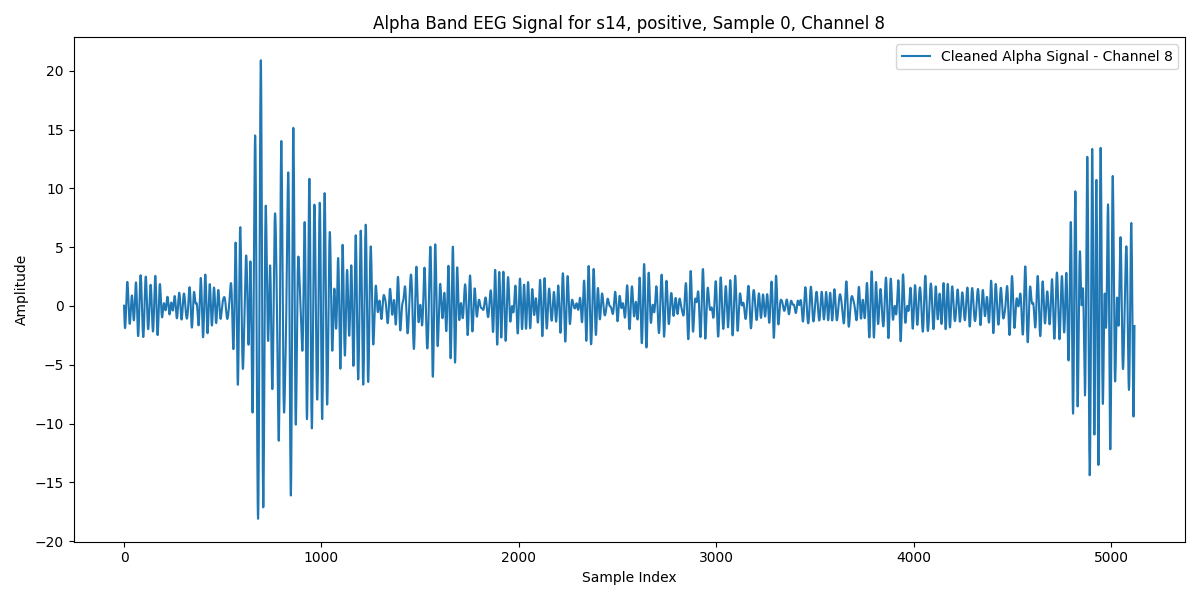 Alpha Band EEG Signal for s14, positive, Sample 0, Channel 8
Cleaned Alpha Signal - Channel 8
20
15
10
5
0
−5
−10
−15
−20
Amplitude
0 1000 2000 3000 4000 5000
Sample Index